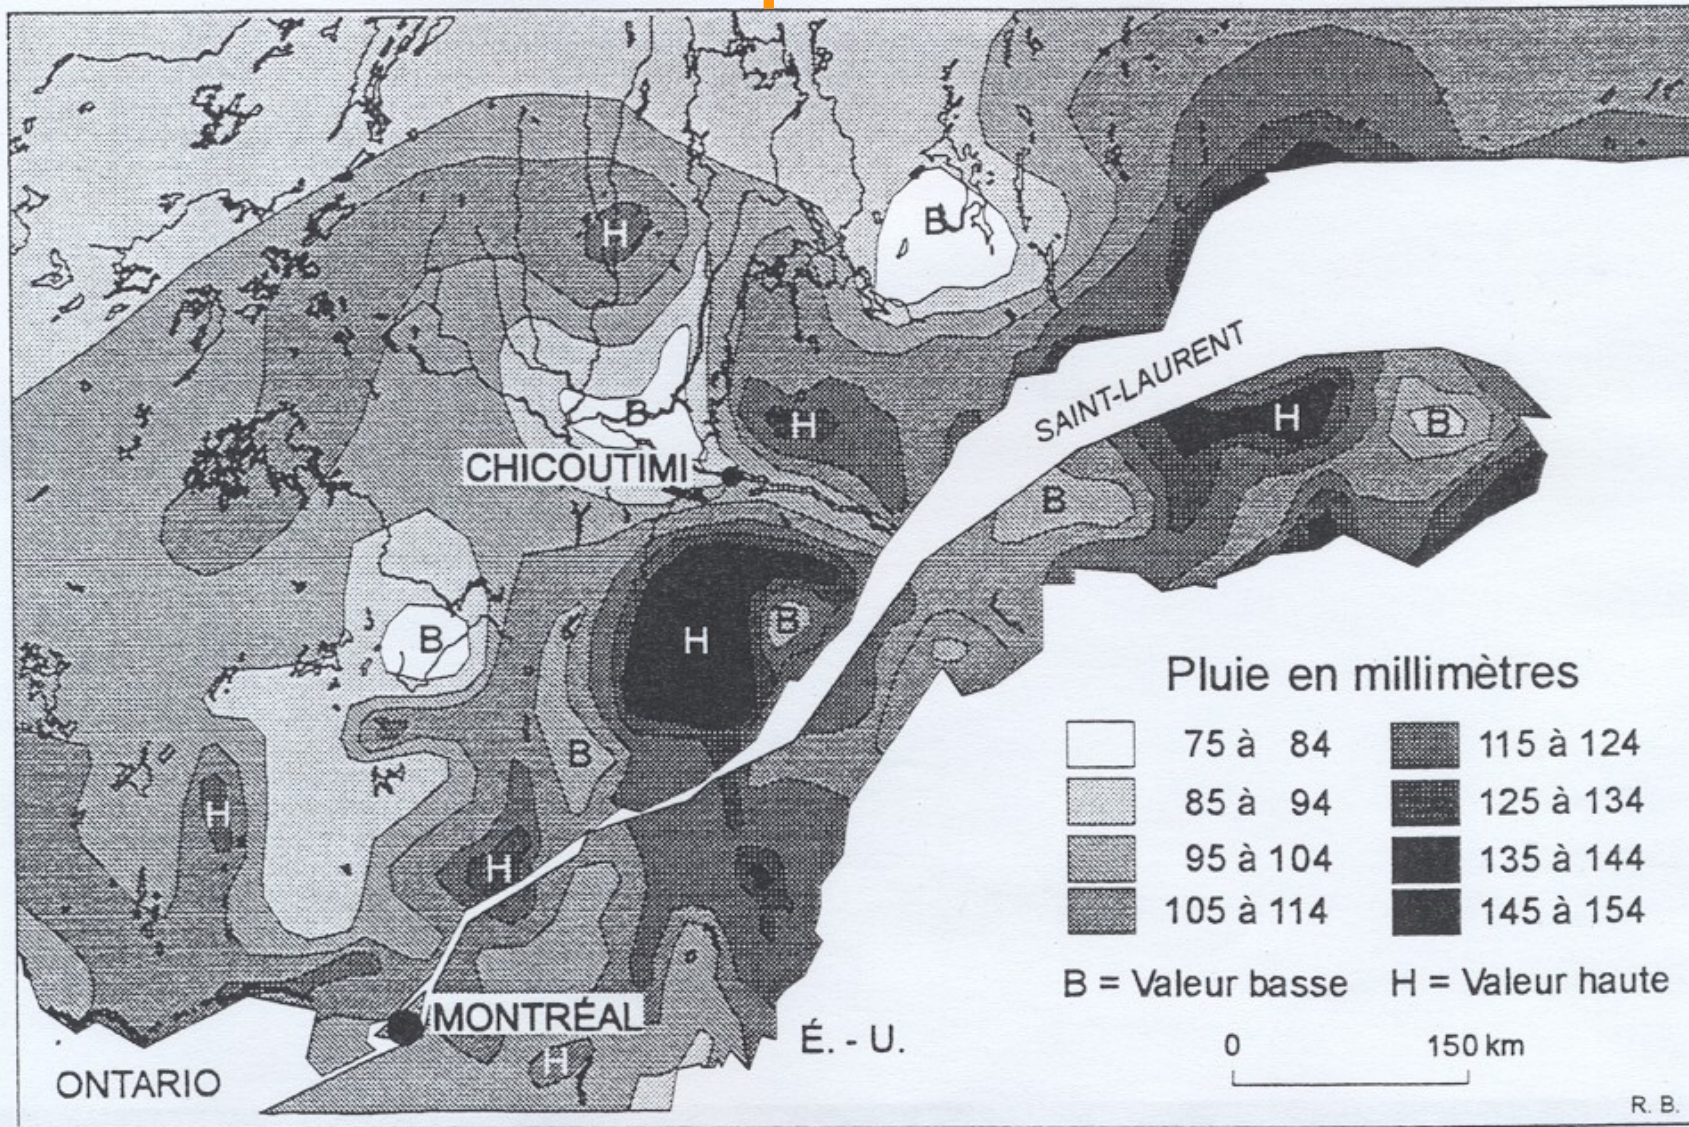 H
B
SAINT-LAURENT
B
H
H
B
CHICOUTIMI
B
B
H
B
B
H
H
MONTRÉAL
H
É. - U.
ONTARIO
Pluie en millimètres
75 à 84
115 à 124
85 à 94
125 à 134
95 à 104
135 à 144
105 à 114
145 à 154
B = Valeur basse
H = Valeur haute
0 150 km
R. B.